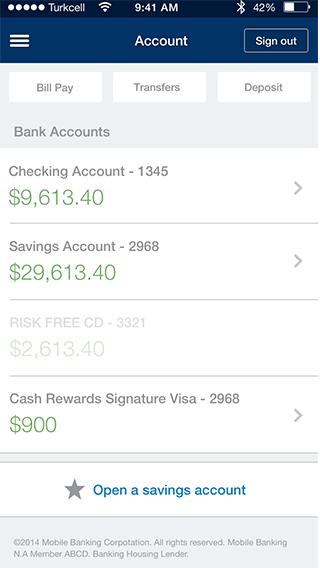 Turkcell 9:41 AM 42%
Account Sign out
Bill Pay Transfers Deposit
Bank Accounts
Checking Account - 1345
$9,613.40
Savings Account - 2968
$29,613.40
RISK FREE CD - 3321
$2,613.40
Cash Rewards Signature Visa - 2968
$900
Open a savings account
©2014 Mobile Banking Corpotation. All rights reserved. Mobile Banking
N.A Member ABCD. Banking Housing Lender.